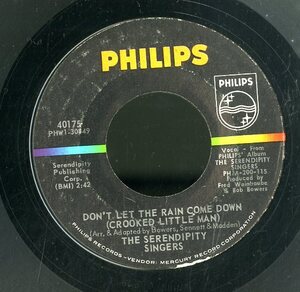 PHILIPS
PHILIPS
40175
PHW1-30849
Serendipity
Publishing
Corp.
(BMI) 2:42
Vocal - From
PHILIPS' Album
THE SERENDIPITY
SINGERS
PHM-200-115
Produced by
Fred Weintraub
% Bob Bowers
DON'T LET THE RAIN COME DOWN
(CROOKED LITTLE MAN)
(Arr. & Adapted by Bowers, Sennett & Madden)
THE SERENDIPITY
SINGERS
PHILIPS RECORDS-VENDOR: MERCURY RECORD CORPORATION